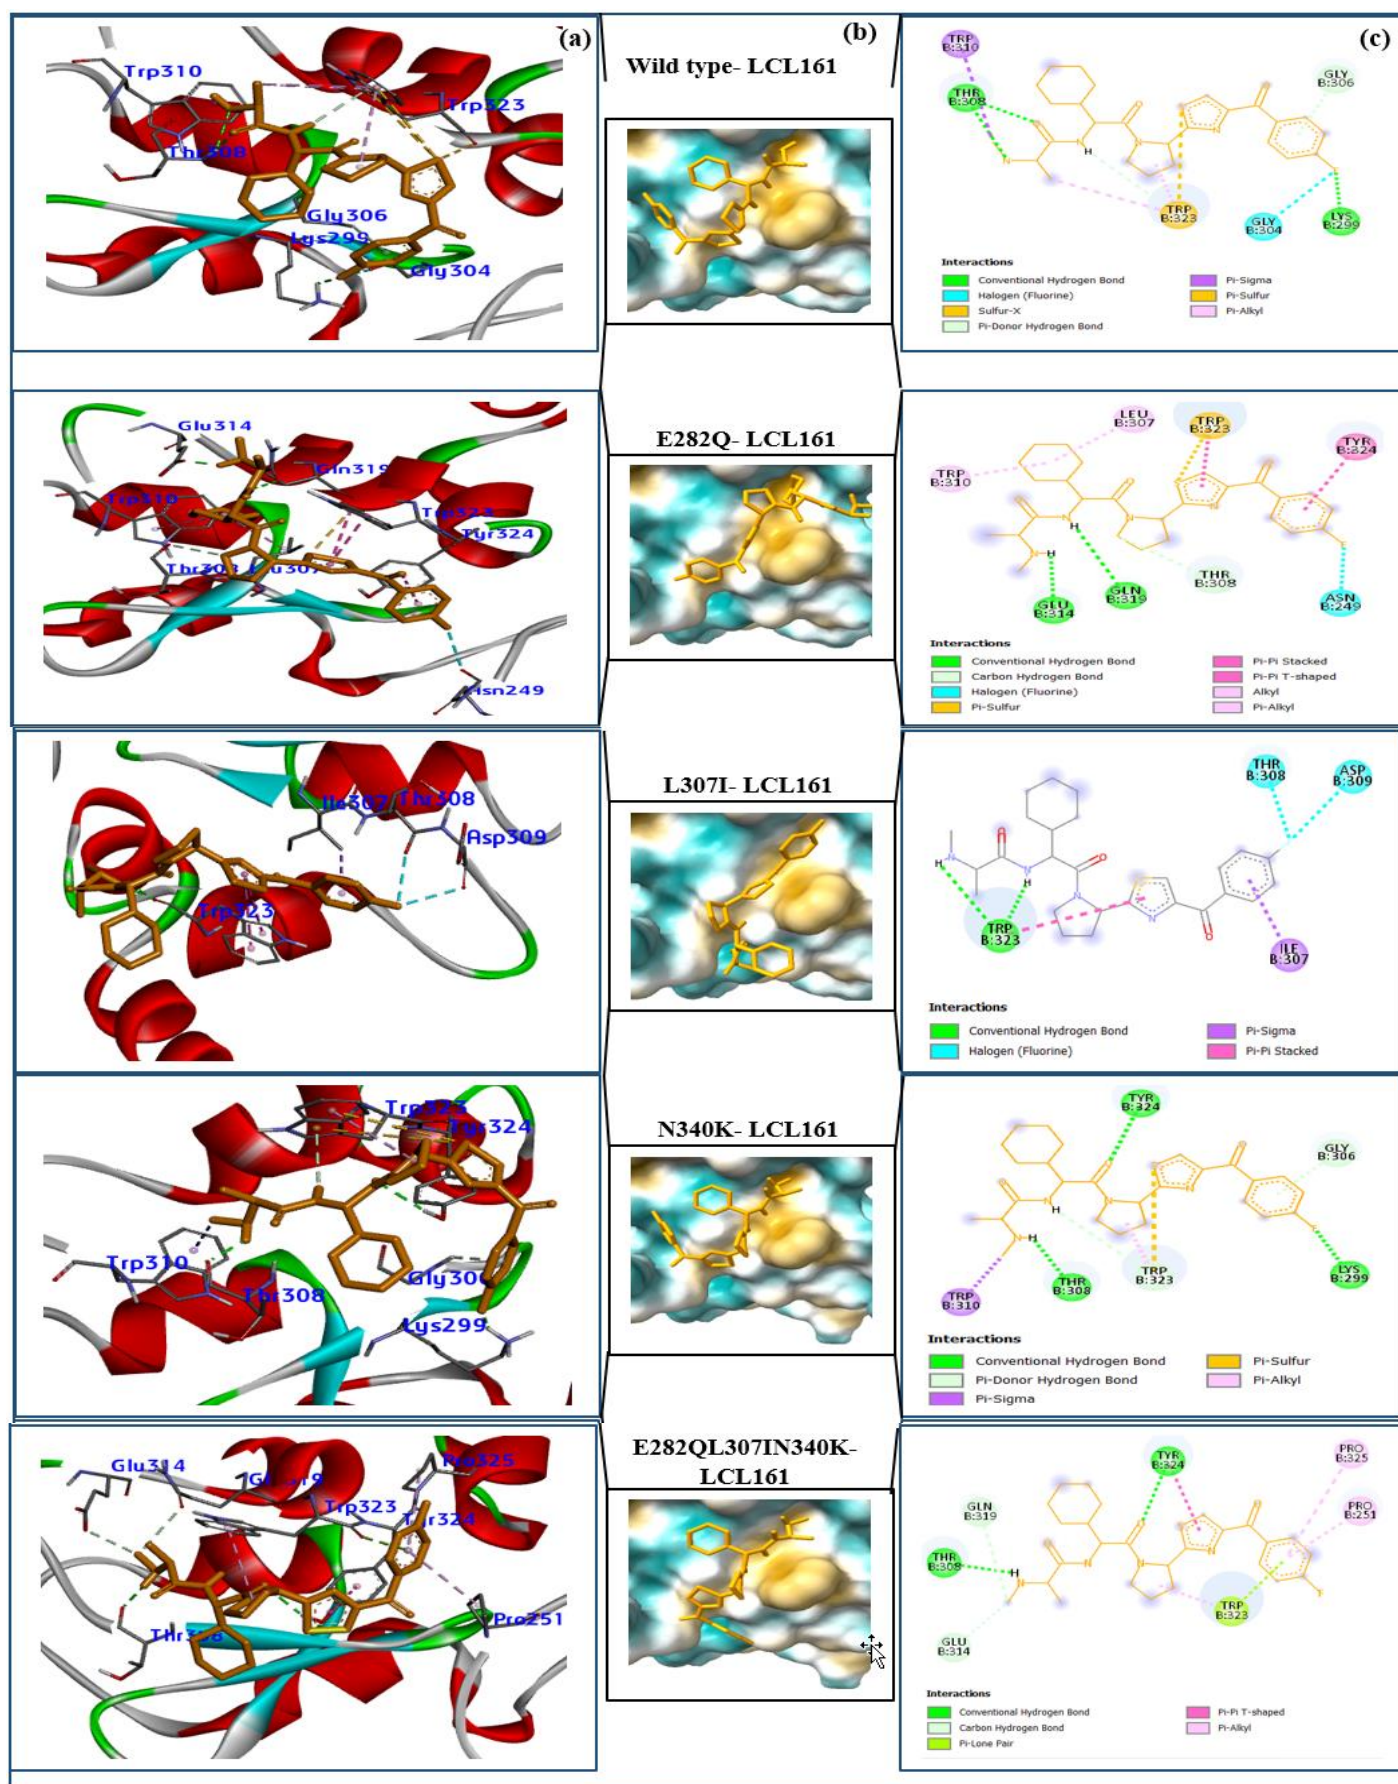 (a)
Trp310
Trp323
Thr308
Gly306
Lys299
Gly304
(b)
Wild type- LCL161
(c)
TRP
B:310
THR
B:308
GLY
B:306
TRP
B:323
GLY
B:304
LYS
B:299
Interactions
Conventional Hydrogen Bond
Halogen (Fluorine)
Sulfur-X
Pi-Donor Hydrogen Bond
Pi-Sigma
Pi-Sulfur
Pi-Alkyl
N
H
N
N
Glu314
Gln319
Trp310
Trp323
Tyr324
Thr308
Asn249
E282Q- LCL161
LEU
B:307
TRP
B:323
TYR
B:324
TRP
B:310
THR
B:308
GLU
B:314
GLN
B:319
ASN
B:249
Interactions
Conventional Hydrogen Bond
Carbon Hydrogen Bond
Halogen (Fluorine)
Pi-Sulfur
Pi-Pi Stacked
Pi-Pi T-shaped
Alkyl
Pi-Alkyl
Ile307
Thr308
Asp309
Trp323
L307I- LCL161
THR
B:308
ASP
B:309
TRP
B:323
ILE
B:307
Interactions
Conventional Hydrogen Bond
Halogen (Fluorine)
Pi-Sigma
Pi-Pi Stacked
Trp323
Tyr324
Trp310
Thr308
Lys299
N340K- LCL161
TYR
B:324
GLY
B:306
TRP
B:310
THR
B:308
TRP
B:323
LYS
B:299
Interactions
Conventional Hydrogen Bond
Pi-Donor Hydrogen Bond
Pi-Sigma
Pi-Sulfur
Pi-Alkyl
Glu314
Pro325
Trp323
Pro251
E282QL307IN340K-
LCL161
TYR
B:324
PRO
B:325
GLN
B:319
PRO
B:251
THR
B:308
TRP
B:323
GLU
B:314
Interactions
Conventional Hydrogen Bond
Carbon Hydrogen Bond
Pi-Lone Pair
Pi-Pi T-shaped
Pi-Alkyl